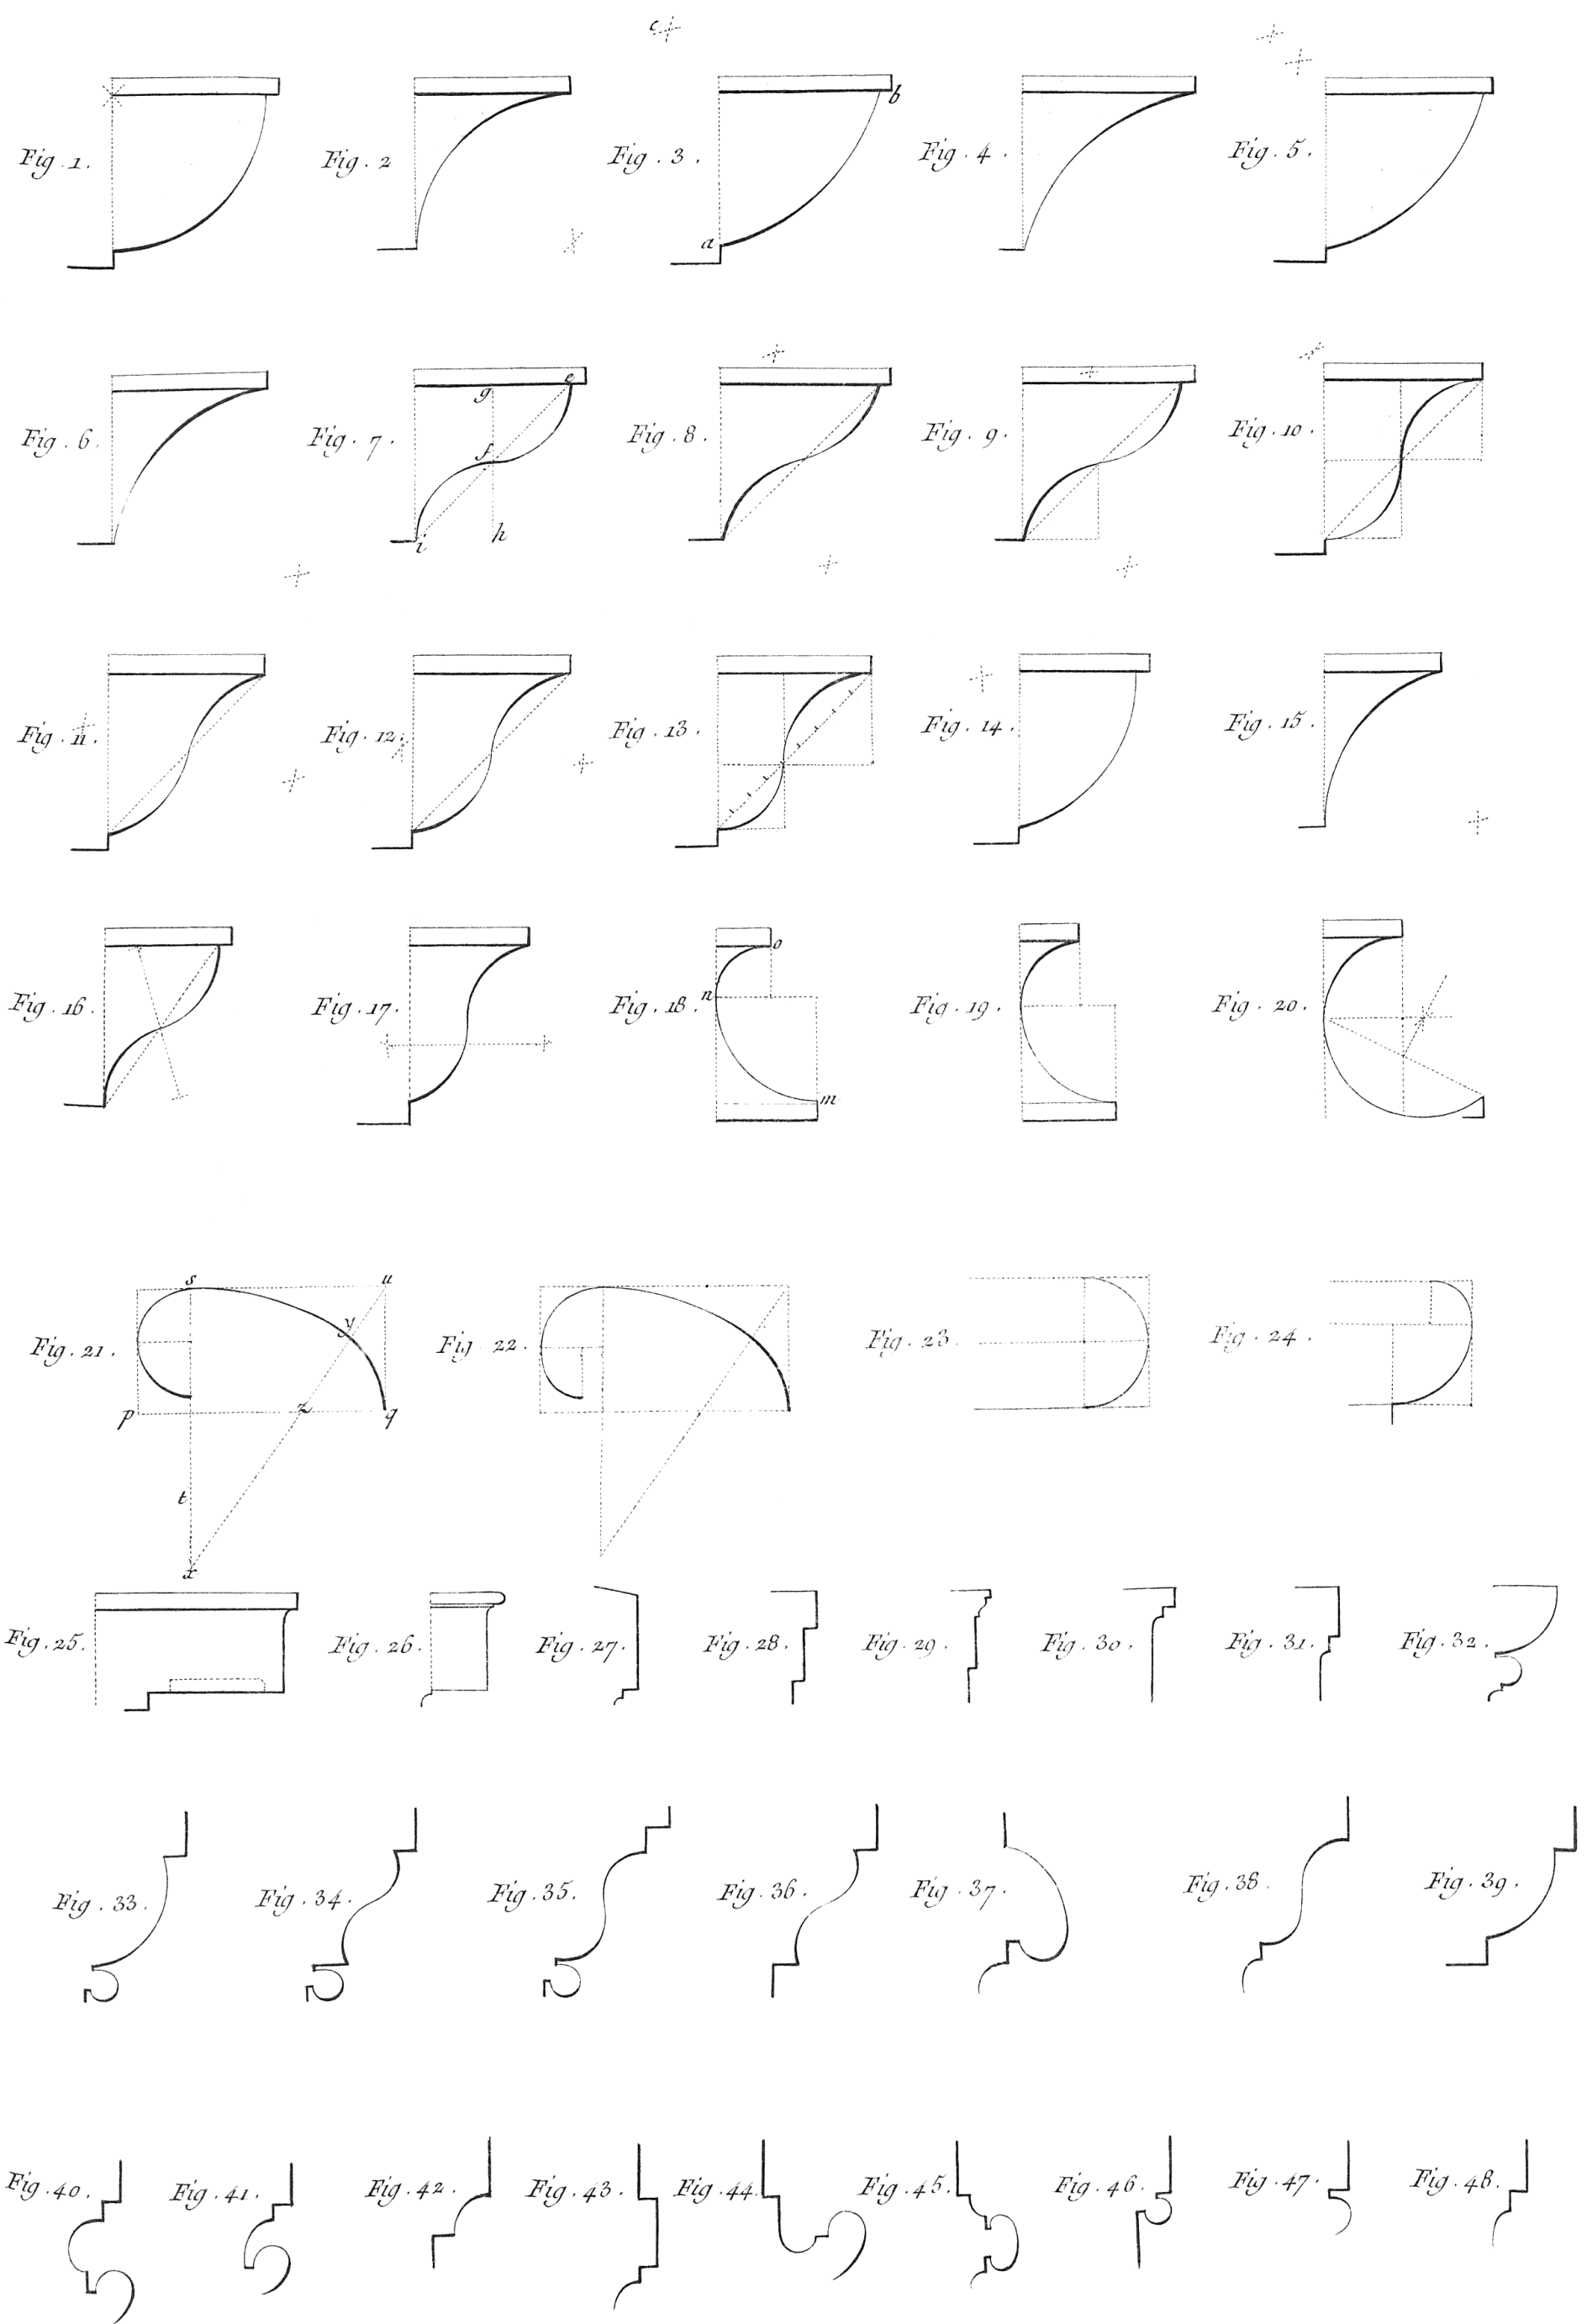 c
b
Fig. 1.
Fig. 2
Fig. 3.
Fig. 4.
Fig. 5.
a
Fig. 6.
Fig. 7.
g
e
f
i
h
Fig. 8.
Fig. 9.
Fig. 10.
Fig. 11.
Fig. 12.
Fig. 13.
Fig. 14.
Fig. 15.
Fig. 16.
Fig. 17.
Fig. 18.
o
n
m
Fig. 19.
Fig. 20.
s
u
y
Fig. 21.
p
z
q
t
x
Fig. 22.
Fig. 23.
Fig. 24.
Fig. 25.
Fig. 26.
Fig. 27.
Fig. 28.
Fig. 29.
Fig. 30.
Fig. 31.
Fig. 32.
Fig. 33.
Fig. 34.
Fig. 35.
Fig. 36.
Fig. 37.
Fig. 38.
Fig. 39.
Fig. 40.
Fig. 41.
Fig. 42.
Fig. 43.
Fig. 44.
Fig. 45.
Fig. 46.
Fig. 47.
Fig. 48.